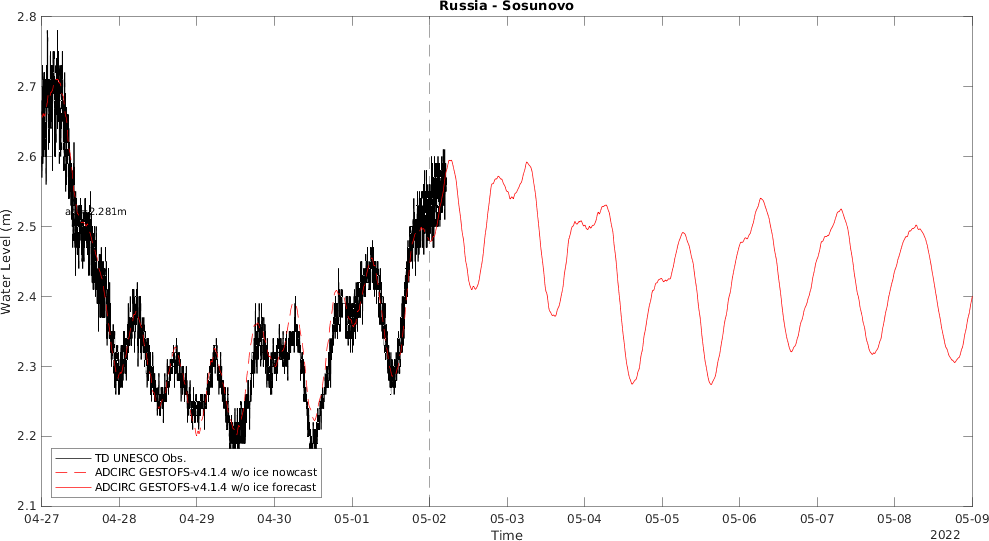 Russia - Sosunovo
2.8
2.7
2.6
2.5
2.4
2.3
2.2
2.1
Water Level (m)
2.281m
TD UNESCO Obs.
ADCIRC GESTOFS-v4.1.4 w/o ice nowcast
ADCIRC GESTOFS-v4.1.4 w/o ice forecast
04-27 04-28 04-29 04-30 05-01 05-02 05-03 05-04 05-05 05-06 05-07 05-08 05-09
Time
2022